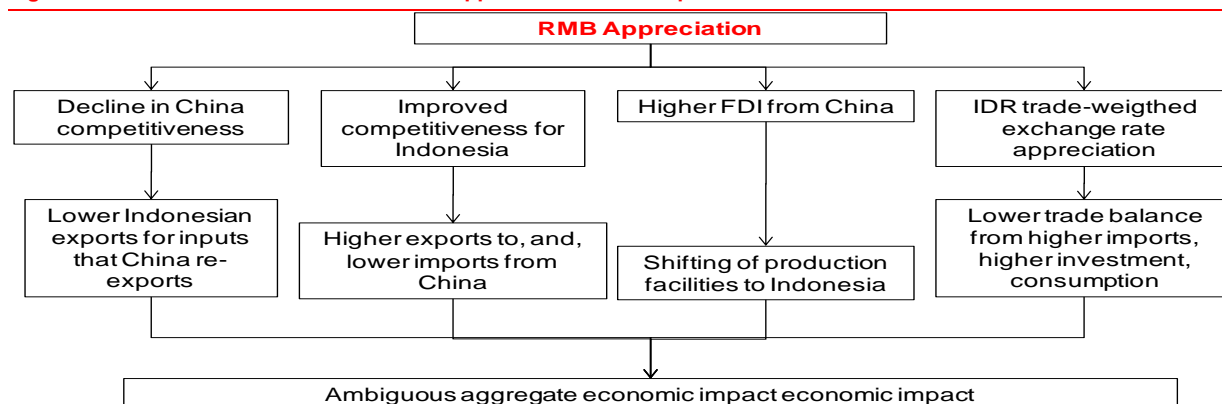 RMB Appreciation
Decline in China
competitiveness
Improved
competitiveness for
Indonesia
Higher FDI from China
IDR trade-weigthed
exchange rate
appreciation
Lower Indonesian
exports for inputs
that China re-
exports
Higher exports to, and,
lower imports from
China
Shifting of production
facilities to Indonesia
Lower trade balance
from higher imports,
higher investment,
consumption
Ambiguous aggregate economic impact economic impact